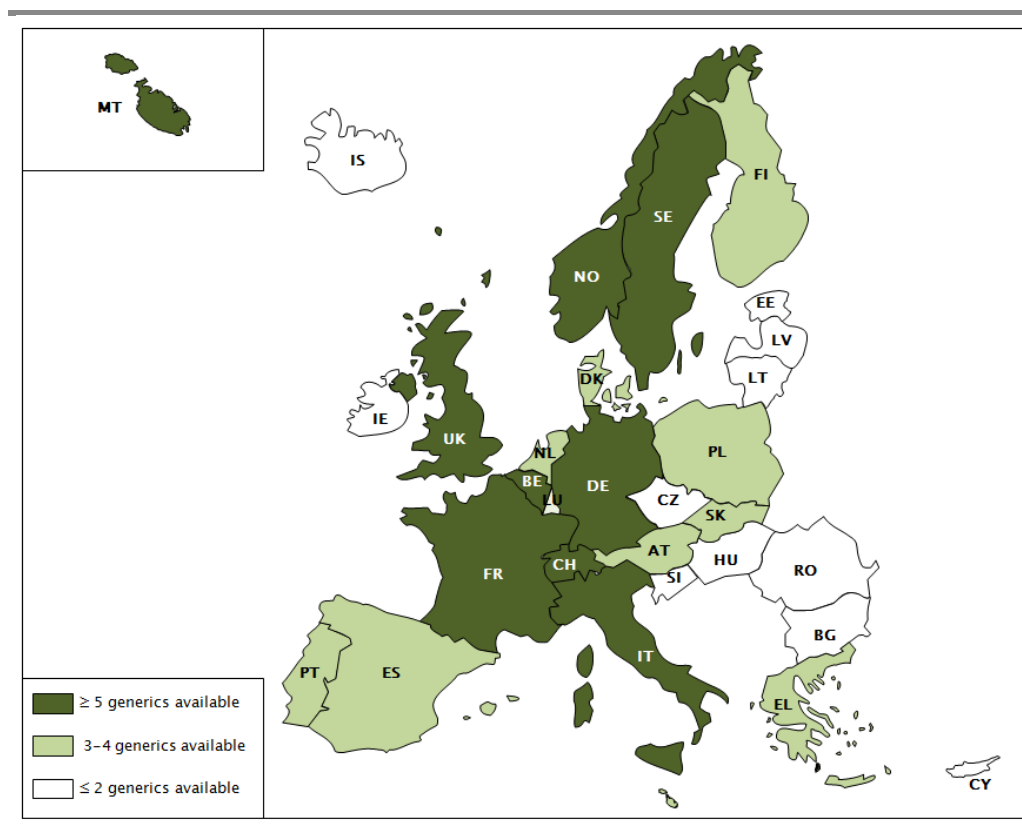 MT
IS
FI
SE
NO
EE
LV
LT
DK
IE
UK
NL
PL
BE
DE
LU
CZ
SK
AT
HU
CH
FR
SI
RO
BG
IT
PT
ES
EL
CY
≥ 5 generics available
3–4 generics available
≤ 2 generics available